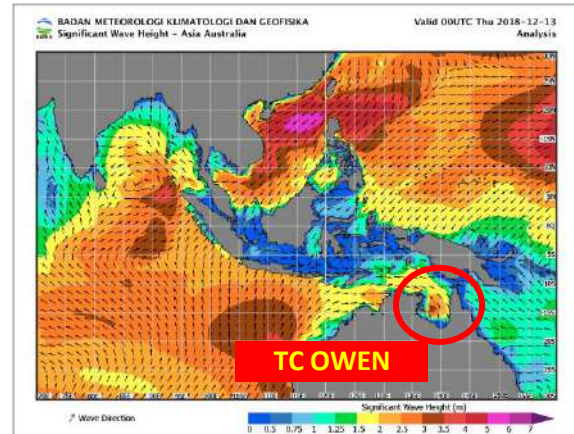 BADAN METEOROLOGI KLIMATOLOGI DAN GEOFISIKA
Significant Wave Height - Asia Australia
Valid 00UTC Thu 2018-12-13
Analysis
TC OWEN
Wave Direction
Significant Wave Height (m)
0 0.5 0.75 1 1.25 1.5 2 2.5 3 3.5 4 5 6 7